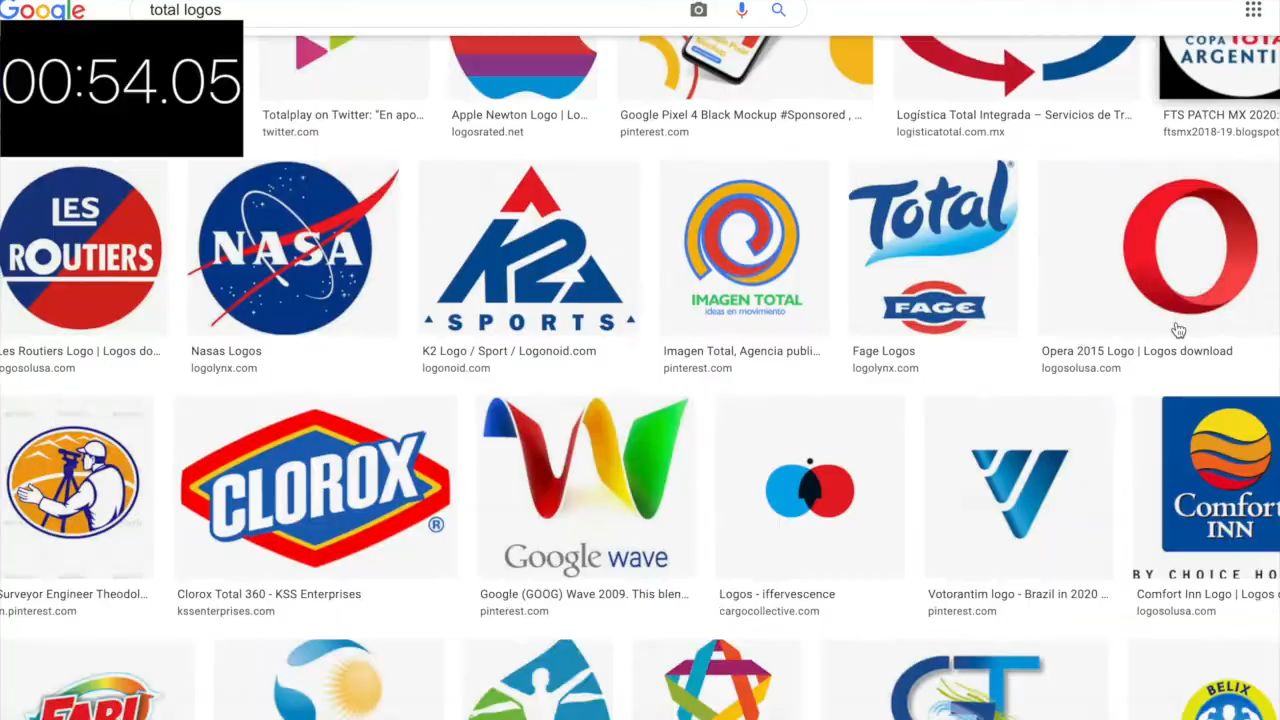 Google
total logos
00:54.05
COPA TOTAL
ARGENTI
Totalplay on Twitter: "En apo...
twitter.com
Apple Newton Logo | Lo...
logosrated.net
Google Pixel 4 Black Mockup #Sponsored , ...
pinterest.com
Logística Total Integrada – Servicios de Tr...
logisticatotal.com.mx
FTS PATCH MX 2020:
ftsmx2018-19.blogspot
LES
ROUTIERS
NASA
K2
SPORTS
IMAGEN TOTAL
ideas en movimiento
Total
FAGE
Les Routiers Logo | Logos do...
logosolusa.com
Nasas Logos
logolynx.com
K2 Logo / Sport / Logonoid.com
logonoid.com
Imagen Total, Agencia publi...
pinterest.com
Fage Logos
logolynx.com
Opera 2015 Logo | Logos download
logosolusa.com
CLOROX
®
Google wave
Comfort
INN
BY CHOICE HO
Surveyor Engineer Theodol...
n.pinterest.com
Clorox Total 360 - KSS Enterprises
kssenterprises.com
Google (GOOG) Wave 2009. This blen...
pinterest.com
Logos - iffervescence
cargocollective.com
Votorantim logo - Brazil in 2020 ...
pinterest.com
Comfort Inn Logo | Logos
logosolusa.com
GT
BELIX